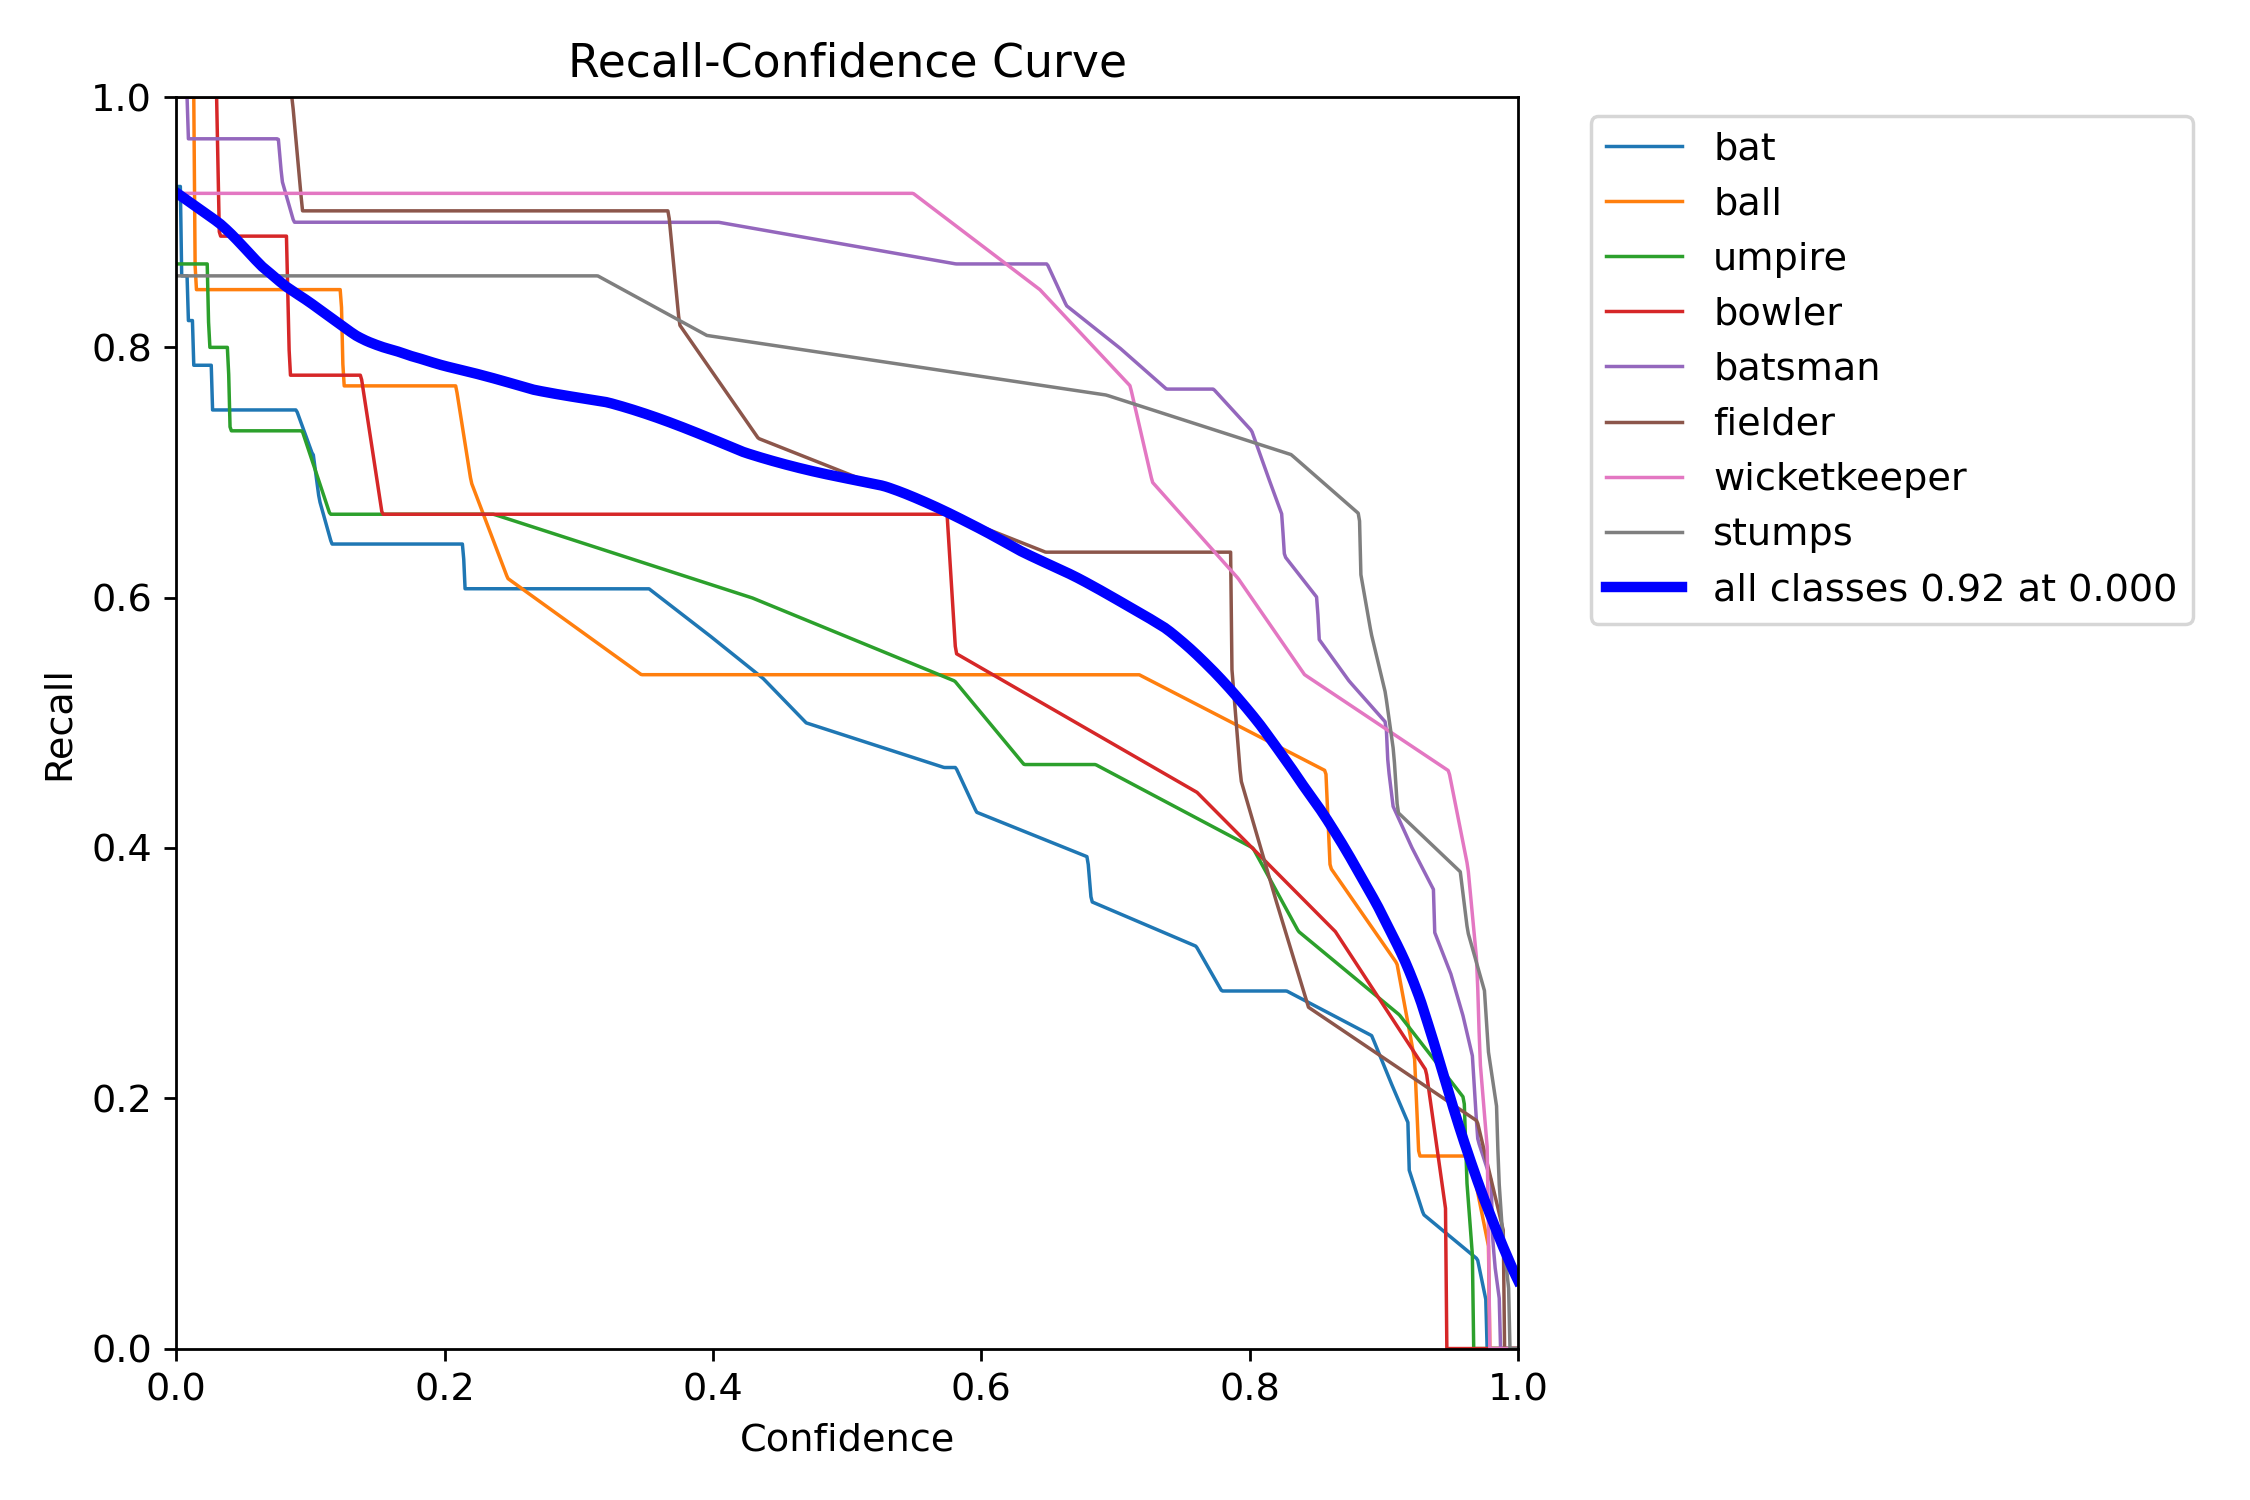 Recall-Confidence Curve
1.0
0.8
0.6
0.4
0.2
0.0
Recall
0.0 0.2 0.4 0.6 0.8 1.0
Confidence
bat
ball
umpire
bowler
batsman
fielder
wicketkeeper
stumps
all classes 0.92 at 0.000